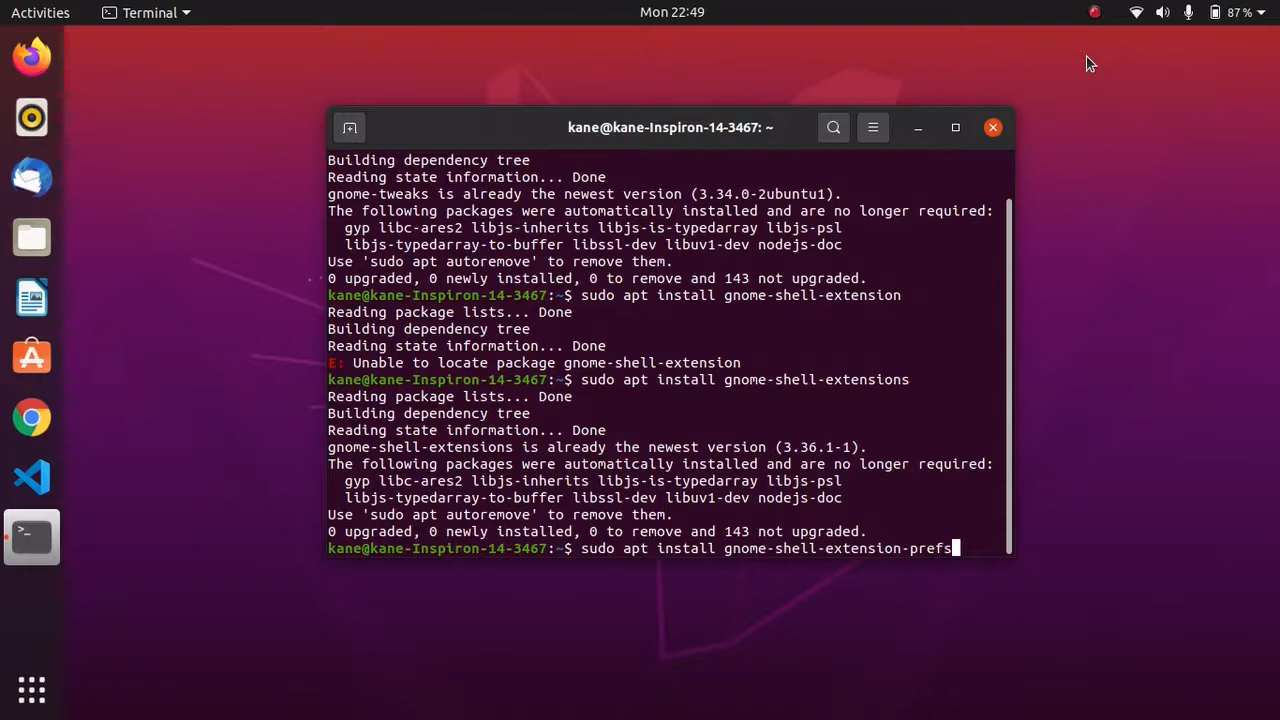 Activities Terminal Mon 22:49 87%
kane@kane-Inspiron-14-3467: ~
Building dependency tree
Reading state information... Done
gnome-tweaks is already the newest version (3.34.0-2ubuntu1).
The following packages were automatically installed and are no longer required:
  gyp libc-ares2 libjs-inherits libjs-is-typedarray libjs-psl
  libjs-typedarray-to-buffer libssl-dev libuv1-dev nodejs-doc
Use 'sudo apt autoremove' to remove them.
0 upgraded, 0 newly installed, 0 to remove and 143 not upgraded.
kane@kane-Inspiron-14-3467:~$ sudo apt install gnome-shell-extension
Reading package lists... Done
Building dependency tree
Reading state information... Done
E: Unable to locate package gnome-shell-extension
kane@kane-Inspiron-14-3467:~$ sudo apt install gnome-shell-extensions
Reading package lists... Done
Building dependency tree
Reading state information... Done
gnome-shell-extensions is already the newest version (3.36.1-1).
The following packages were automatically installed and are no longer required:
  gyp libc-ares2 libjs-inherits libjs-is-typedarray libjs-psl
  libjs-typedarray-to-buffer libssl-dev libuv1-dev nodejs-doc
Use 'sudo apt autoremove' to remove them.
0 upgraded, 0 newly installed, 0 to remove and 143 not upgraded.
kane@kane-Inspiron-14-3467:~$ sudo apt install gnome-shell-extension-prefs